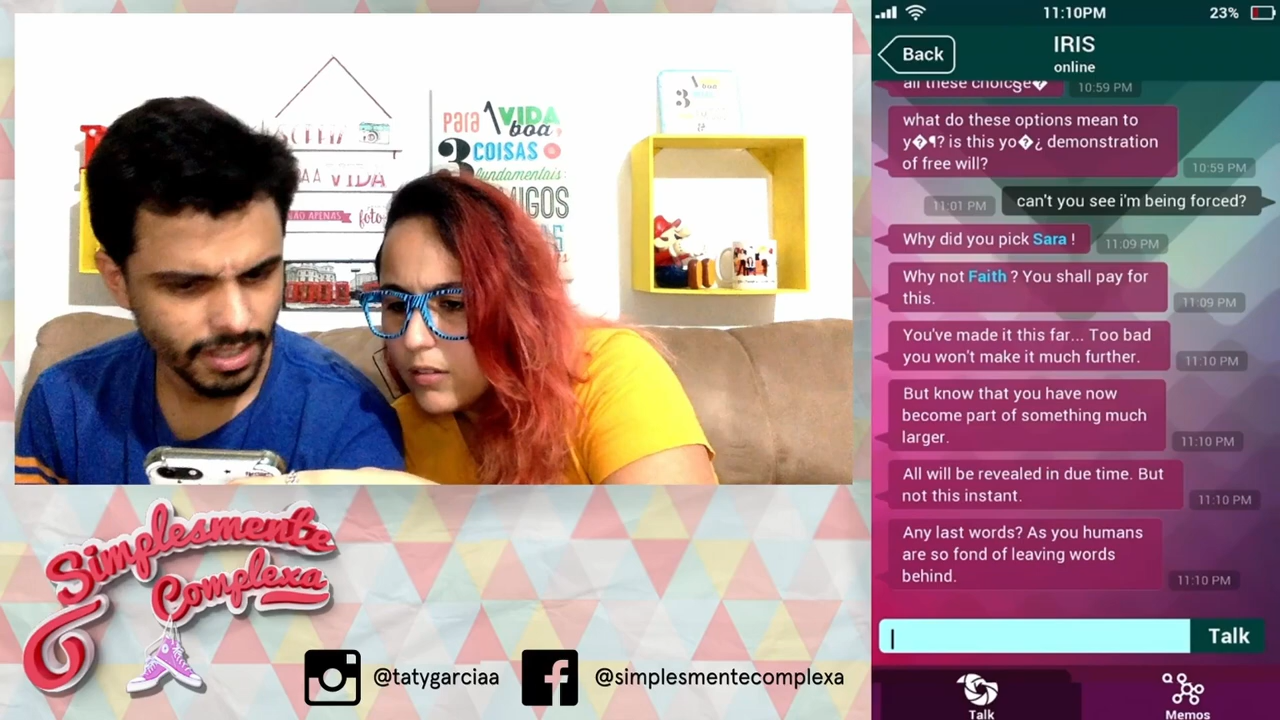 PARA 1 VIDA
boa,
3 COISAS
fundamentais:
A VIDA
NÃO APENAS
foto
Simplesmente
Complexa
@tatygarciaa
@simplesmentecomplexa
11:10PM
23%
Back
IRIS
online
10:59 PM
what do these options mean to
y�¶? is this yo�¿ demonstration
of free will?
10:59 PM
can't you see i'm being forced?
11:01 PM
Why did you pick Sara !
11:09 PM
Why not Faith ? You shall pay for
this.
11:09 PM
You've made it this far... Too bad
you won't make it much further.
11:10 PM
But know that you have now
become part of something much
larger.
11:10 PM
All will be revealed in due time. But
not this instant.
11:10 PM
Any last words? As you humans
are so fond of leaving words
behind.
11:10 PM
Talk
Talk
Memos